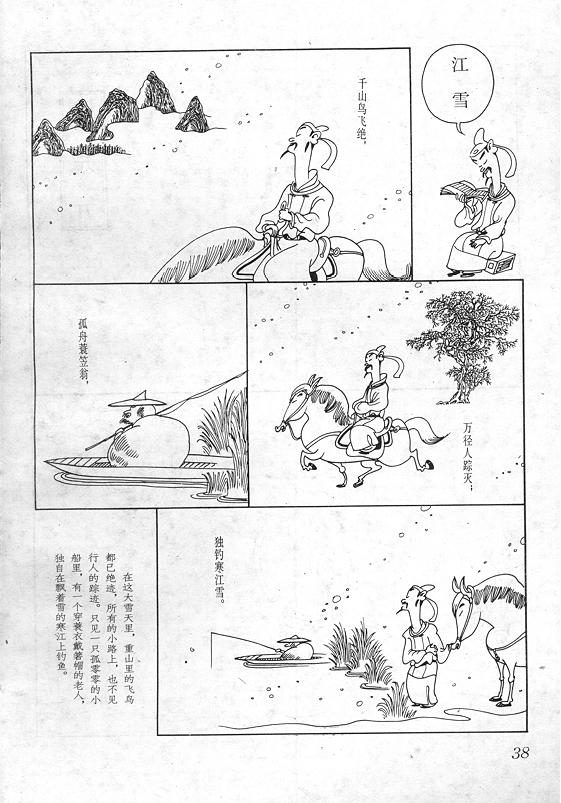 江雪
千山鸟飞绝，
万径人踪灭；
孤舟蓑笠翁，
独钓寒江雪。
在这大雪天里，重山里的飞鸟
都已绝迹，所有的小路上，也不见
行人的踪迹。只见一只孤零零的小
船里，有一个穿蓑衣戴著帽的老人，
独自在飘着雪的寒江上钓鱼。
38